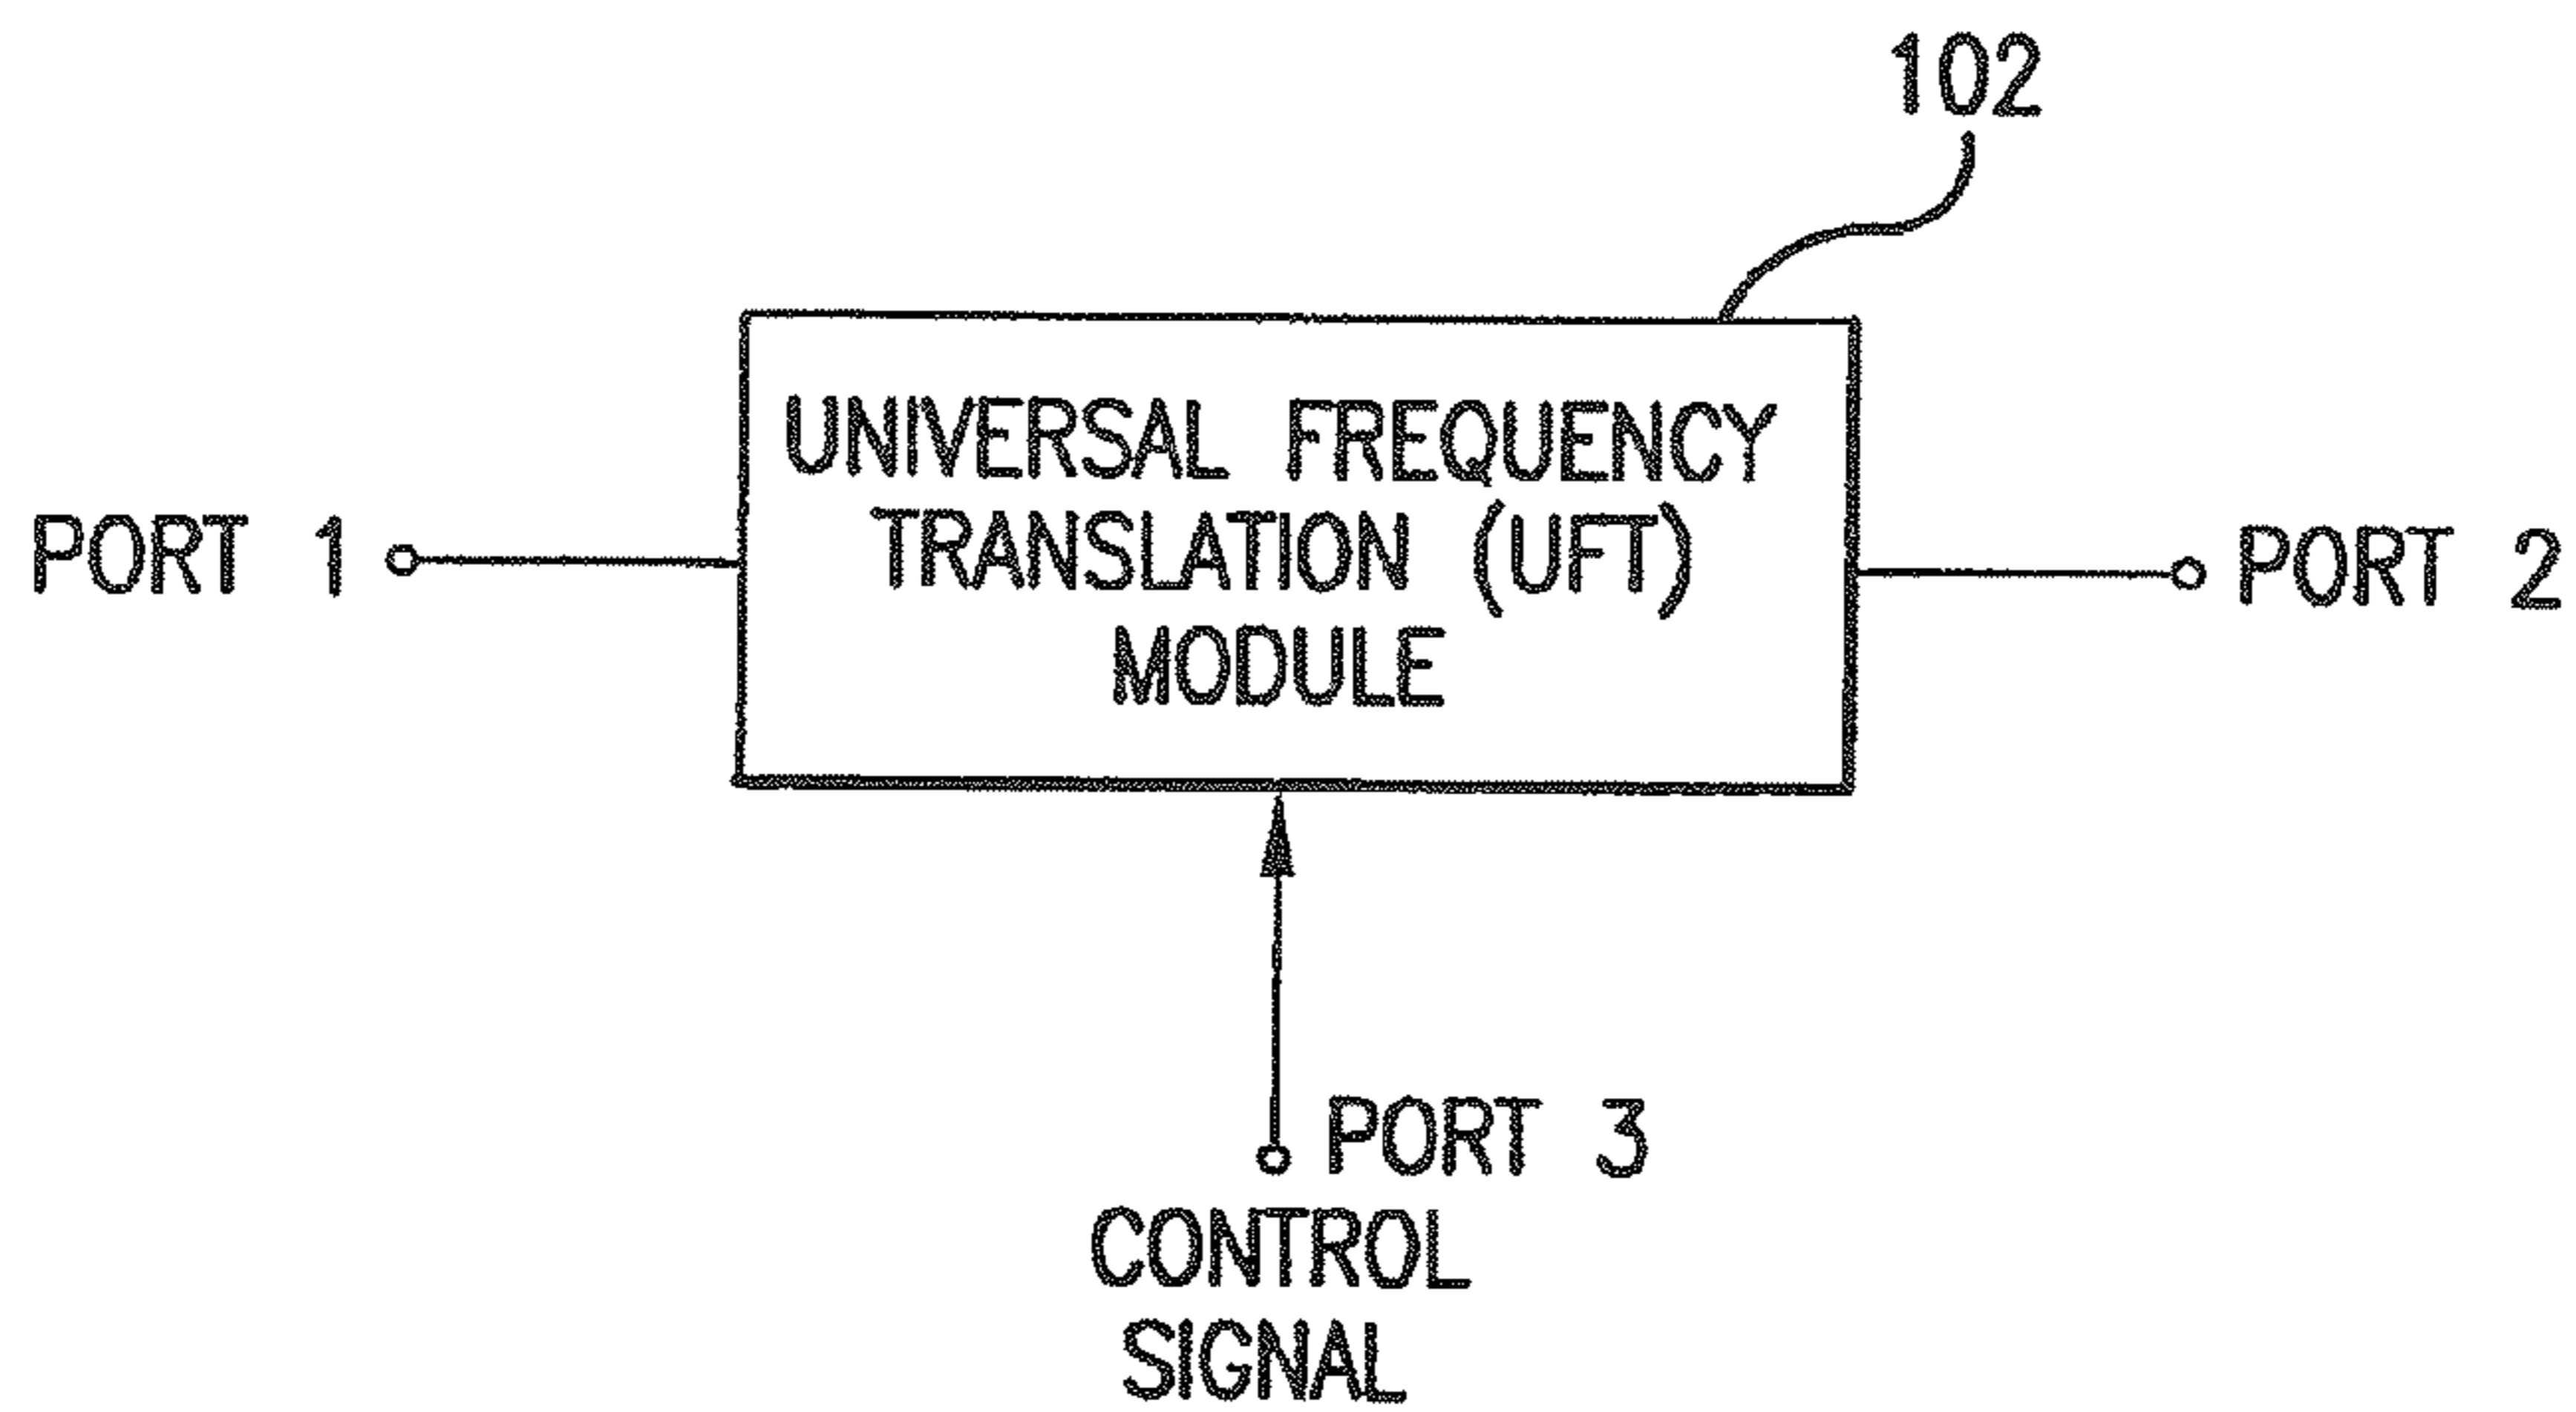 102
UNIVERSAL FREQUENCY
TRANSLATION (UFT)
MODULE
PORT 1
PORT 2
PORT 3
CONTROL
SIGNAL